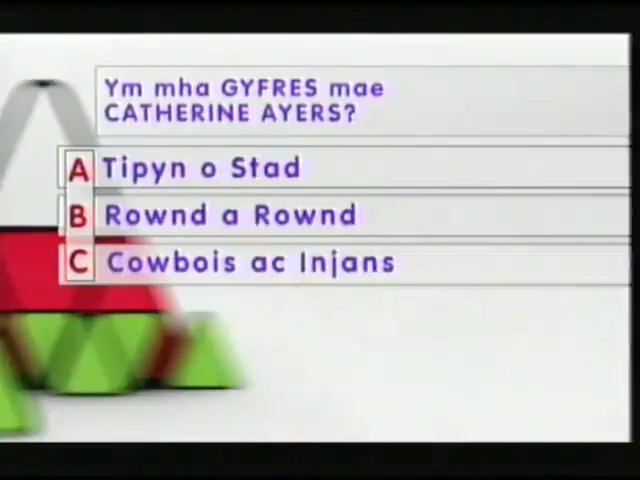 Ym mha GYFRES mae
CATHERINE AYERS?
A Tipyn o Stad
B Rownd a Rownd
C Cowbois ac Injans